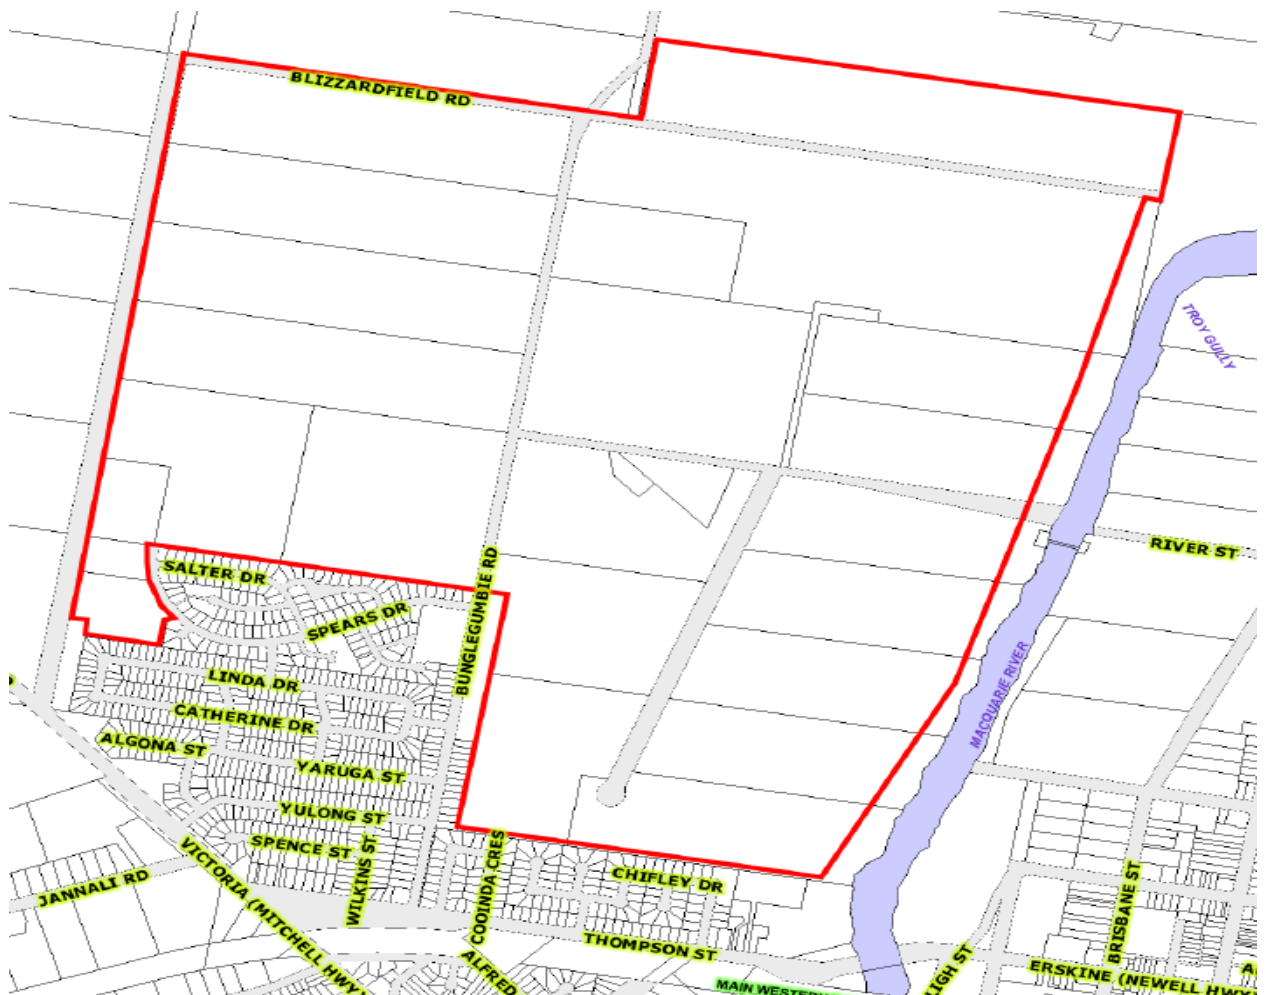 BLIZZARDFIELD RD
TROY GULLY
RIVER ST
SALTER DR
SPEARS DR
BUNGLEGUMBIE RD
LINDA DR
MACQUARIE RIVER
CATHERINE DR
ALGONA ST
YARUGA ST
YULONG ST
SPENCE ST
WILKINS ST
COOINDA CRES
CHIFLEY DR
JANNALI RD
VICTORIA (MITCHELL HWY)
BRISBANE ST
THOMPSON ST
ALFRED
MAIN WESTERN
LIGH ST
ERSKINE (NEWELL HWY)